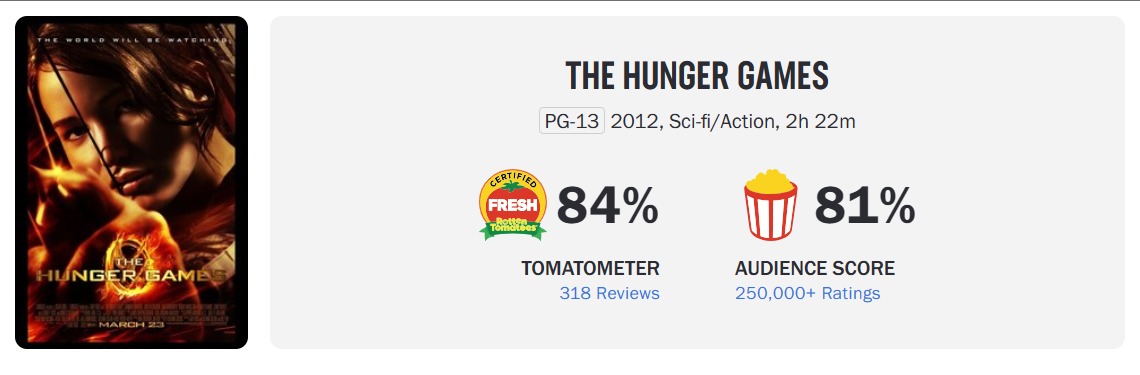 THE WORLD WILL BE WATCHING
THE
HUNGER GAMES
MARCH 23
THE HUNGER GAMES
PG-13 2012, Sci-fi/Action, 2h 22m
CERTIFIED
FRESH
Rotten
Tomatoes
84%
81%
TOMATOMETER
AUDIENCE SCORE
318 Reviews
250,000+ Ratings